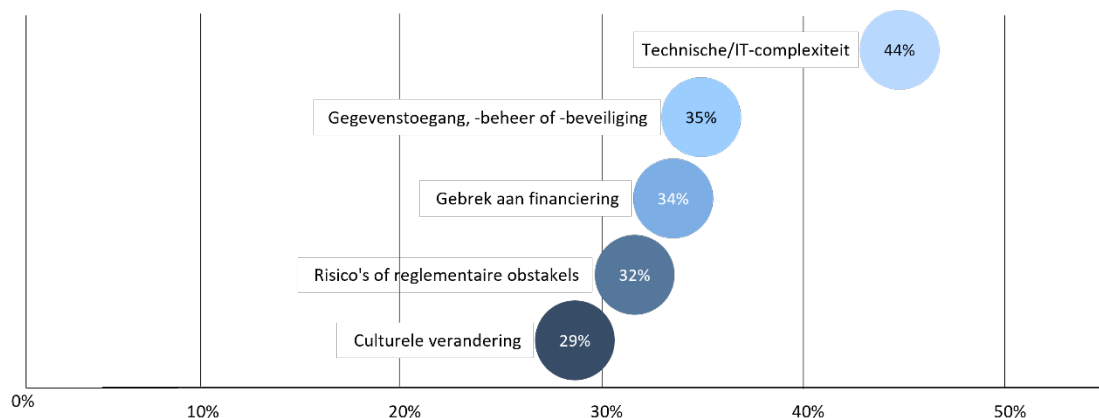 Technische/IT-complexiteit 44%
Gegevenstoegang, -beheer of -beveiliging 35%
Gebrek aan financiering 34%
Risico's of reglementaire obstakels 32%
Culturele verandering 29%
0% 10% 20% 30% 40% 50%